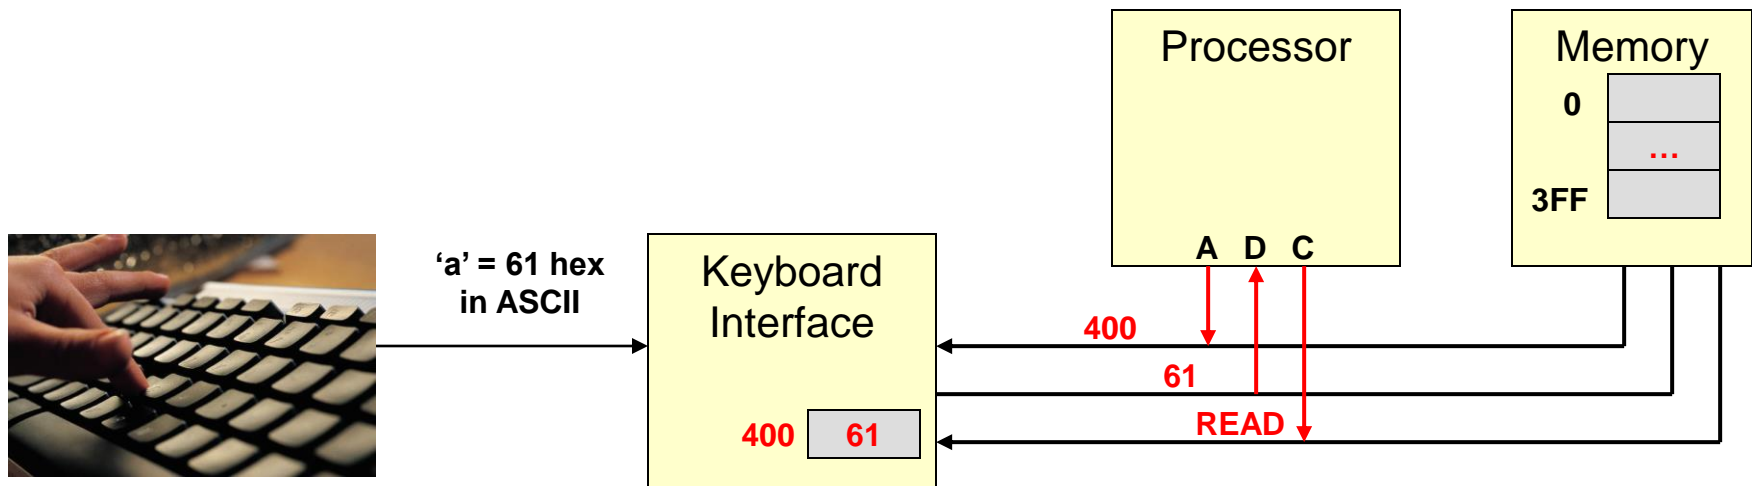 Processor
A D C
Memory
0
...
3FF
‘a’ = 61 hex
in ASCII
Keyboard
Interface
400 61
400
61
READ